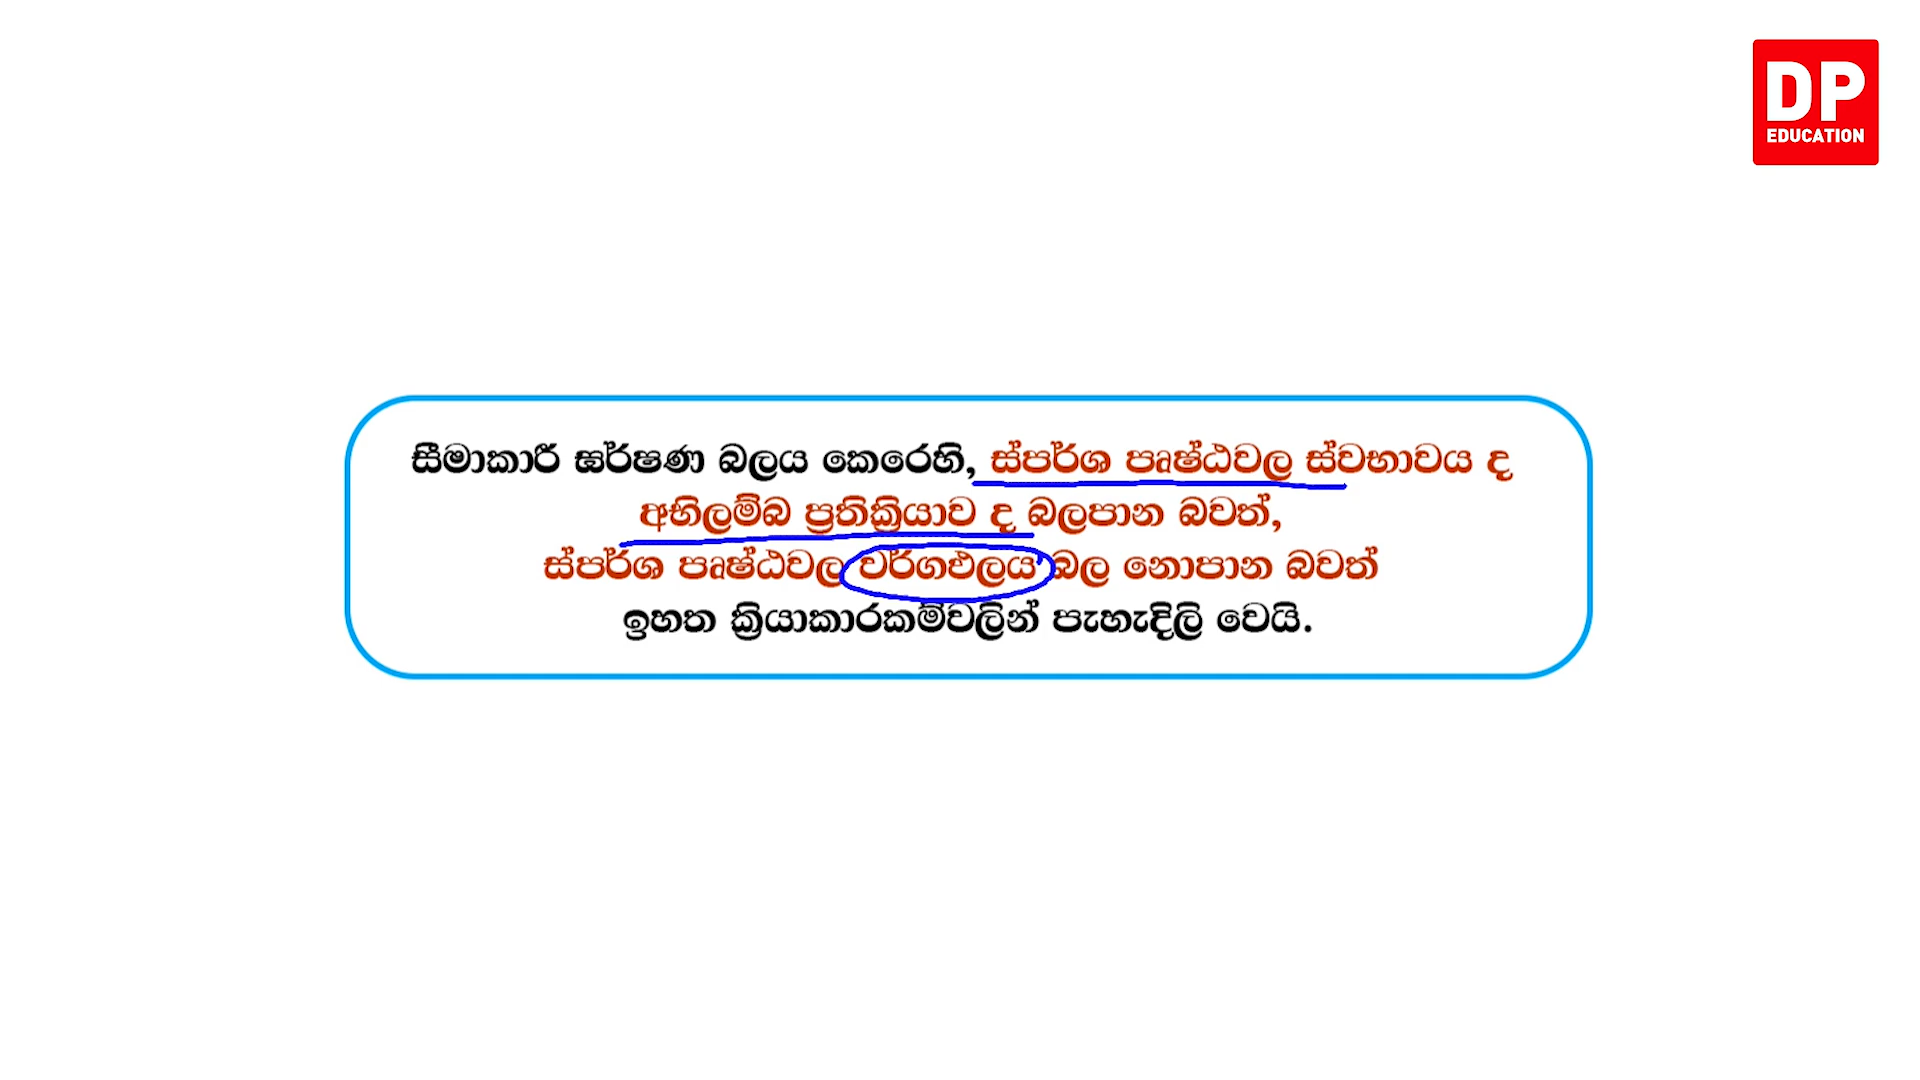 DP
EDUCATION
සීමාකාරී ඝර්ෂණ බලය කෙරෙහි, ස්පර්ශ පෘෂ්ඨවල ස්වභාවය ද
අභිලම්බ ප්‍රතික්‍රියාව ද බලපාන බවත්,
ස්පර්ශ පෘෂ්ඨවල වර්ගඵලය බල නොපාන බවත්
ඉහත ක්‍රියාකාරකම්වලින් පැහැදිලි වෙයි.